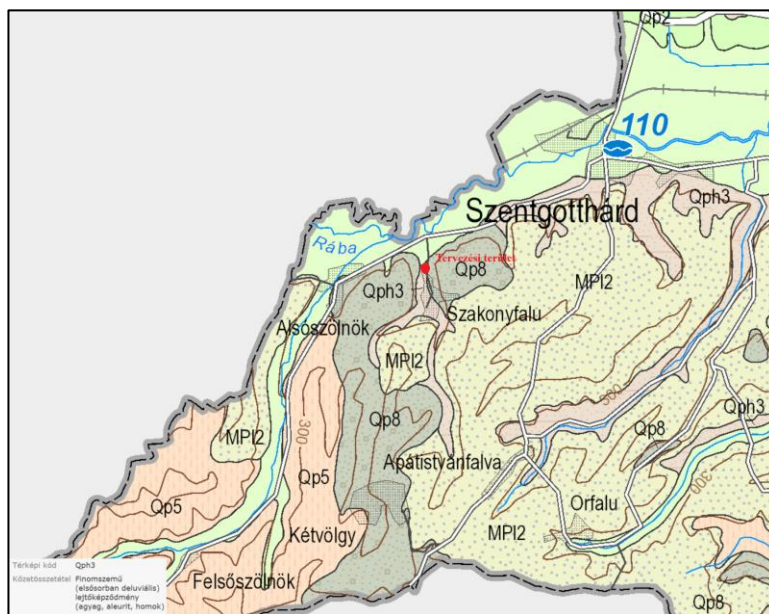 Qp2
110
Szentgotthárd
Qph3
Rába
Tervezési terület
Qp8
MPl2
Qph3
Szakonyfalu
Alsószölnök
MPl2
300
MPl2
Qp8
Qp8
Qph3
300
Qp5
Apátistvánfalva
300
Qp5
Orfalu
Kétvölgy
MPl2
Felsőszölnök
Qp8
Térképi kód Qph3
Kőzetösszetétel Finomszemű
(elsősorban deluviális)
lejtőképződmény
(agyag, aleurit, homok)